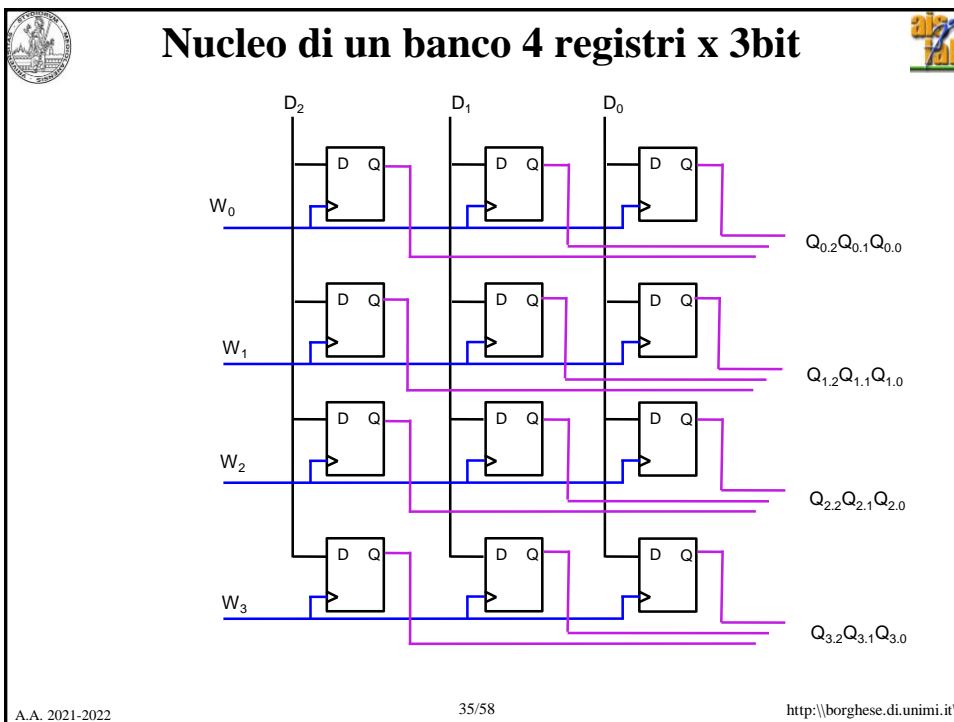 Nucleo di un banco 4 registri x 3bit
D2 D1 D0
D Q D Q D Q
W0
Q0.2Q0.1Q0.0
D Q D Q D Q
W1
Q1.2Q1.1Q1.0
D Q D Q D Q
W2
Q2.2Q2.1Q2.0
D Q D Q D Q
W3
Q3.2Q3.1Q3.0
A.A. 2021-2022 35/58 http:\\borghese.di.unimi.it\